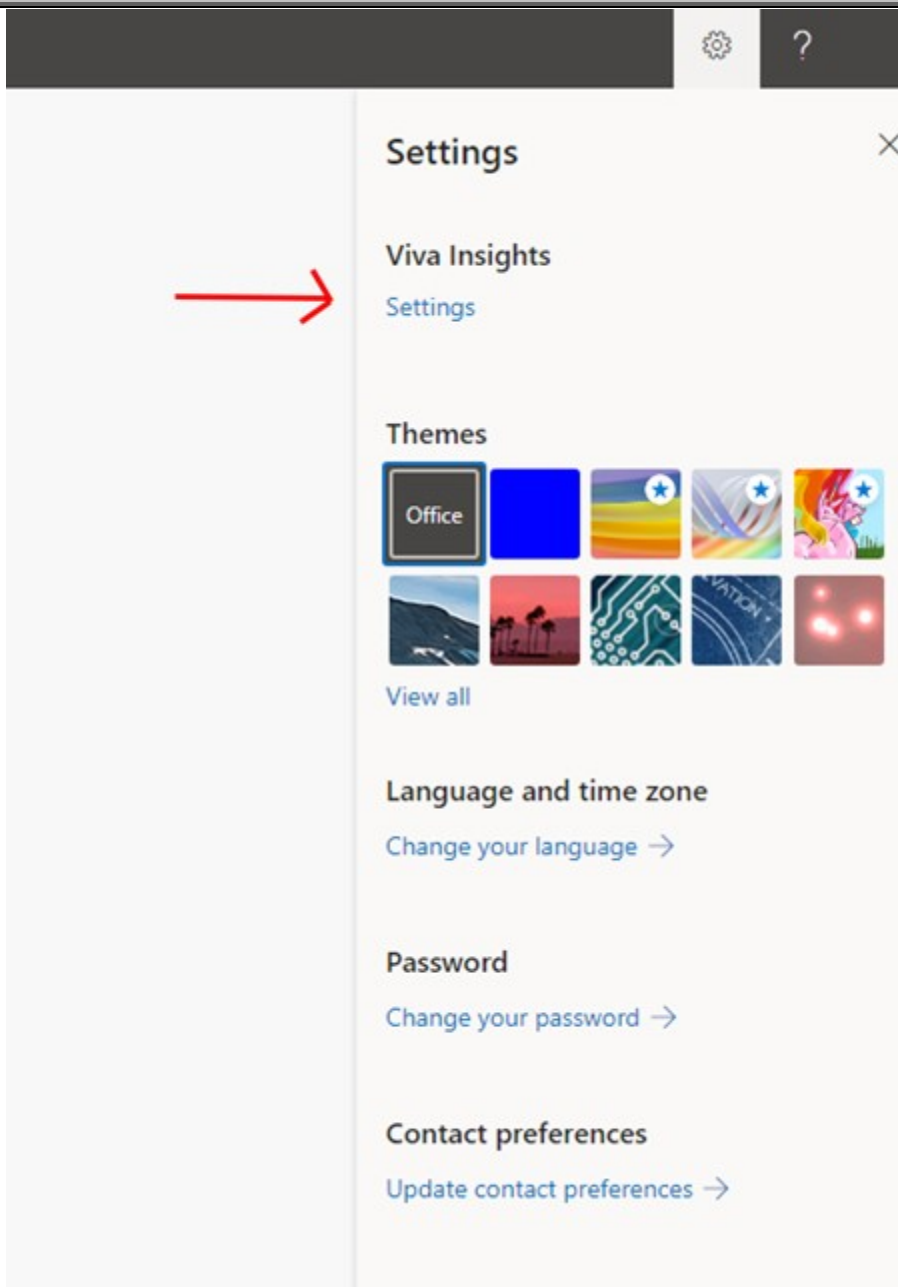 ?
Settings
Viva Insights
Settings
Themes
Office
EVATION
View all
Language and time zone
Change your language →
Password
Change your password →
Contact preferences
Update contact preferences →